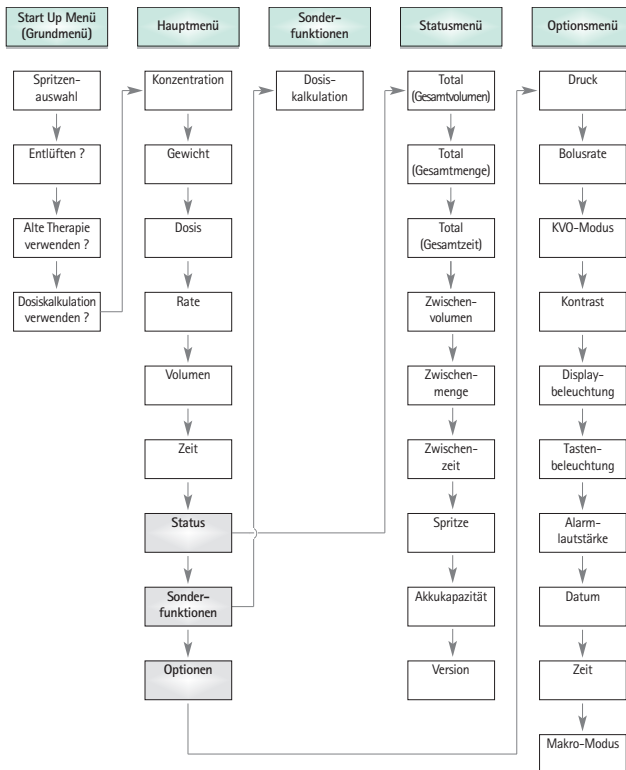 Start Up Menü
(Grundmenü)
Spritzen-
auswahl
Entlüften ?
Alte Therapie
verwenden ?
Dosiskalkulation
verwenden ?
Hauptmenü
Konzentration
Gewicht
Dosis
Rate
Volumen
Zeit
Status
Sonder-
funktionen
Optionen
Sonder-
funktionen
Dosis-
kalkulation
Statusmenü
Total
(Gesamtvolumen)
Total
(Gesamtmenge)
Total
(Gesamtzeit)
Zwischen-
volumen
Zwischen-
menge
Zwischen-
zeit
Spritze
Akkukapazität
Version
Optionsmenü
Druck
Bolusrate
KVO-Modus
Kontrast
Display-
beleuchtung
Tasten-
beleuchtung
Alarm-
lautstärke
Datum
Zeit
Makro-Modus